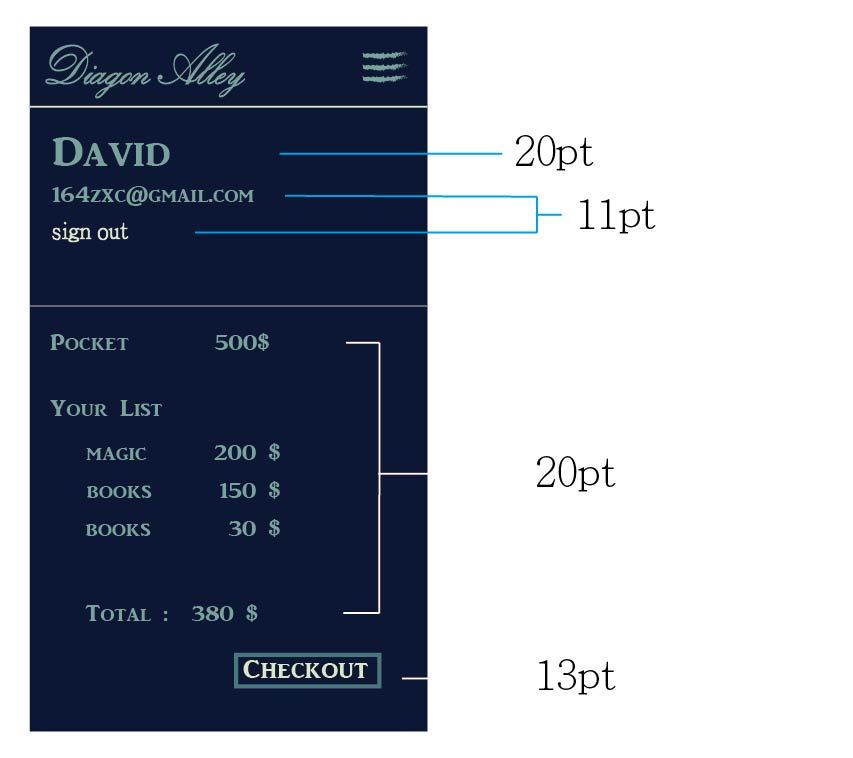 Diagon Alley
David
20pt
164zxc@gmail.com
11pt
sign out
Pocket 500$
Your List
magic 200 $
books 150 $
20pt
books 30 $
Total : 380 $
Checkout
13pt